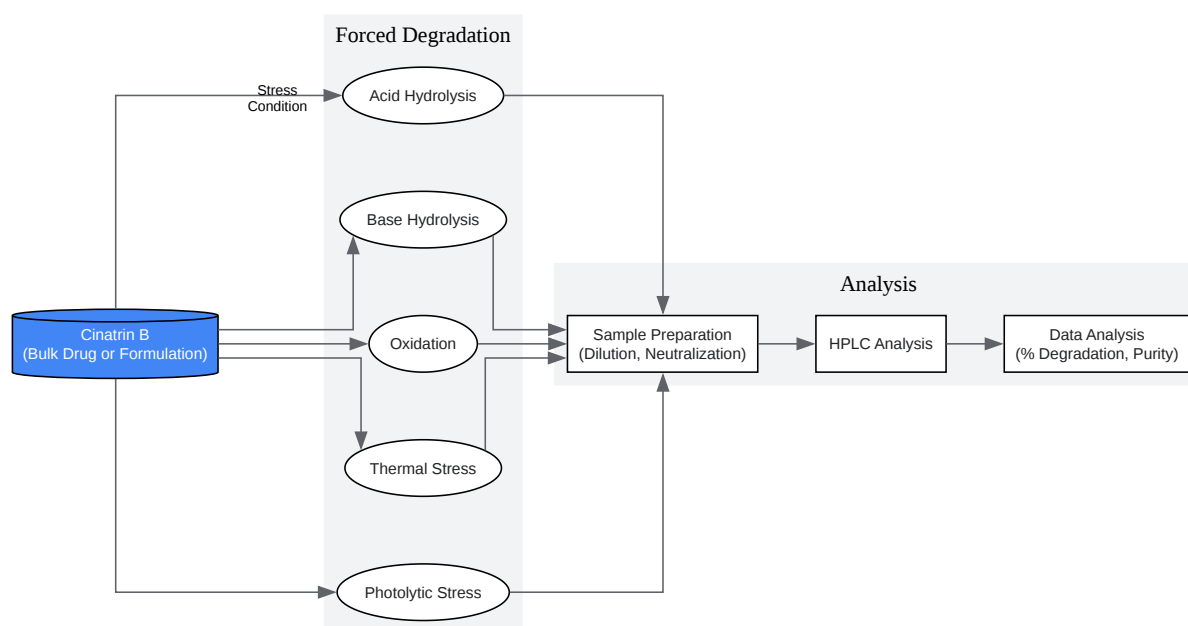 Forced Degradation
Stress
Condition
Acid Hydrolysis
Base Hydrolysis
Analysis
Cinatrin B
(Bulk Drug or Formulation)
Oxidation
Sample Preparation
(Dilution, Neutralization)
HPLC Analysis
Data Analysis
(% Degradation, Purity)
Thermal Stress
Photolytic Stress